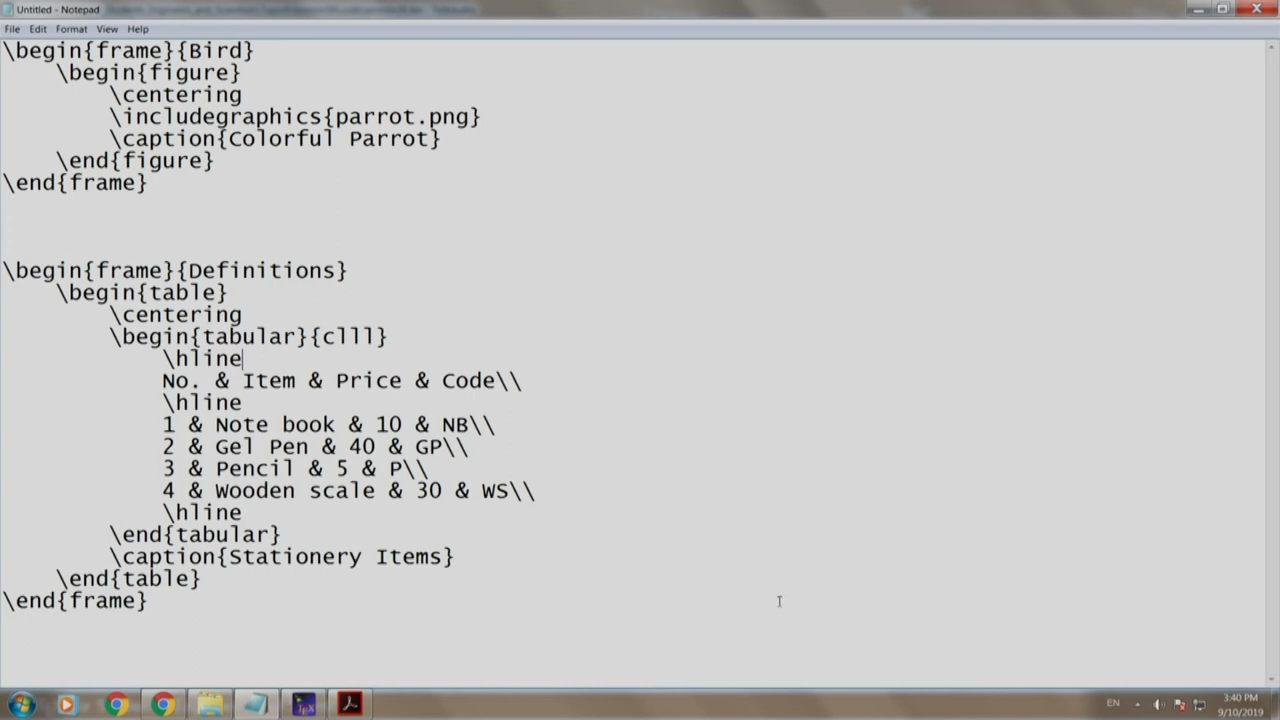 Untitled - Notepad
File Edit Format View Help
\begin{frame}{Bird}
\begin{figure}
\centering
\includegraphics{parrot.png}
\caption{Colorful Parrot}
\end{figure}
\end{frame}
\begin{frame}{Definitions}
\begin{table}
\centering
\begin{tabular}{clll}
\hline
No. & Item & Price & Code\\
\hline
1 & Note book & 10 & NB\\
2 & Gel Pen & 40 & GP\\
3 & Pencil & 5 & P\\
4 & Wooden scale & 30 & WS\\
\hline
\end{tabular}
\caption{Stationery Items}
\end{table}
\end{frame}
EN
3:40 PM
9/10/2019